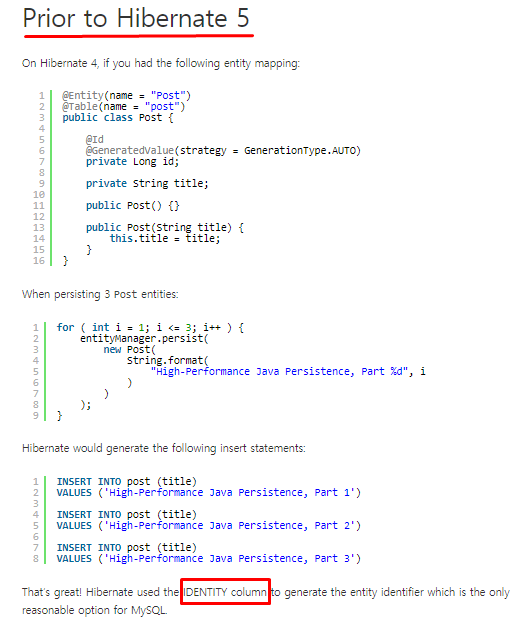 Prior to Hibernate 5
On Hibernate 4, if you had the following entity mapping:
1 @Entity(name = "Post")
2 @Table(name = "post")
3 public class Post {
4
5 @Id
6 @GeneratedValue(strategy = GenerationType.AUTO)
7 private Long id;
8
9 private String title;
10
11 public Post() {}
12
13 public Post(String title) {
14 this.title = title;
15 }
16 }
When persisting 3 Post entities:
1 for ( int i = 1; i <= 3; i++ ) {
2 entityManager.persist(
3 new Post(
4 String.format(
5 "High-Performance Java Persistence, Part %d", i
6 )
7 )
8 );
9 }
Hibernate would generate the following insert statements:
1 INSERT INTO post (title)
2 VALUES ('High-Performance Java Persistence, Part 1')
3
4 INSERT INTO post (title)
5 VALUES ('High-Performance Java Persistence, Part 2')
6
7 INSERT INTO post (title)
8 VALUES ('High-Performance Java Persistence, Part 3')
That's great! Hibernate used the IDENTITY column to generate the entity identifier which is the only
reasonable option for MySQL.